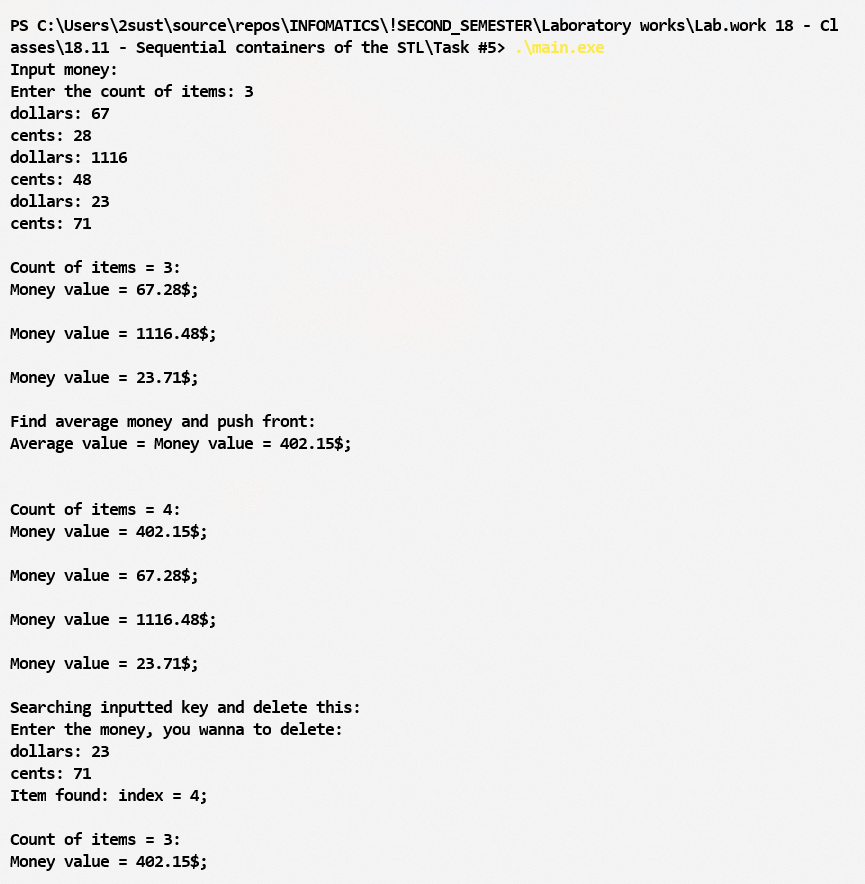 PS C:\Users\2sust\source\repos\INFOMATICS\!SECOND_SEMESTER\Laboratory works\Lab.work 18 - Cl
asses\18.11 - Sequential containers of the STL\Task #5> .\main.exe
Input money:
Enter the count of items: 3
dollars: 67
cents: 28
dollars: 1116
cents: 48
dollars: 23
cents: 71
Count of items = 3:
Money value = 67.28$;
Money value = 1116.48$;
Money value = 23.71$;
Find average money and push front:
Average value = Money value = 402.15$;
Count of items = 4:
Money value = 402.15$;
Money value = 67.28$;
Money value = 1116.48$;
Money value = 23.71$;
Searching inputted key and delete this:
Enter the money, you wanna to delete:
dollars: 23
cents: 71
Item found: index = 4;
Count of items = 3:
Money value = 402.15$;